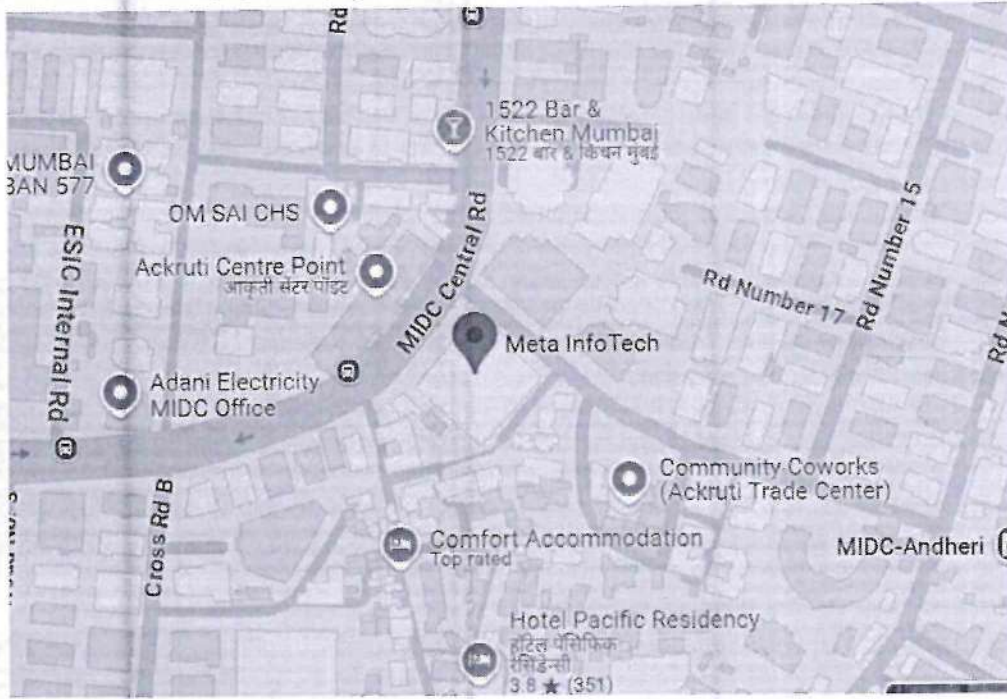 Rd
1522 Bar &
Kitchen Mumbai
1522 बार & किचन मुंबई
MUMBAI
BAN 577
OM SAI CHS
Ackruti Centre Point
आकृती सेंटर पॉइंट
ESIC Internal Rd
MIDC Central Rd
Rd Number 15
Rd Number 17
Meta InfoTech
Adani Electricity
MIDC Office
Community Coworks
(Ackruti Trade Center)
Cross Rd B
Comfort Accommodation
Top rated
MIDC-Andheri
Hotel Pacific Residency
हॉटेल पॅसिफिक
रेसिडेन्सी
3.8 ★ (351)